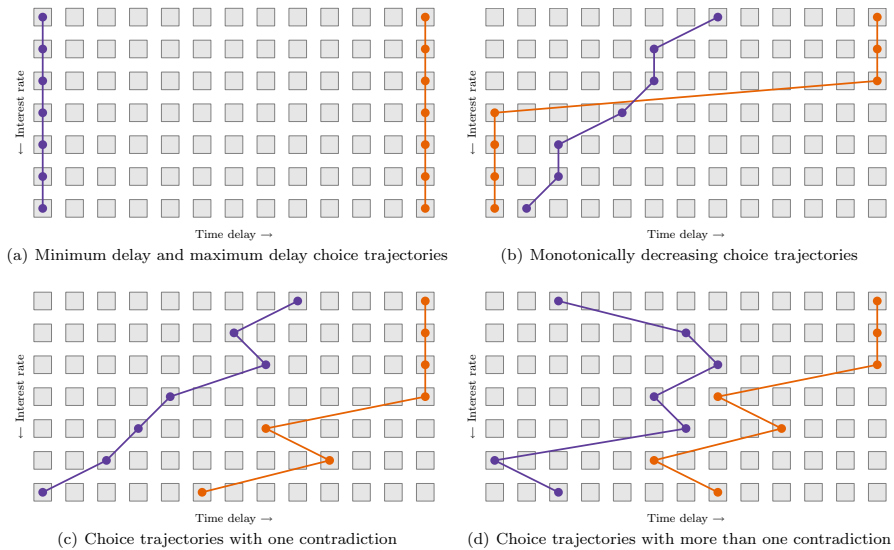 ← Interest rate
← Interest rate
Time delay →
Time delay →
(a) Minimum delay and maximum delay choice trajectories
(b) Monotonically decreasing choice trajectories
← Interest rate
← Interest rate
Time delay →
Time delay →
(c) Choice trajectories with one contradiction
(d) Choice trajectories with more than one contradiction